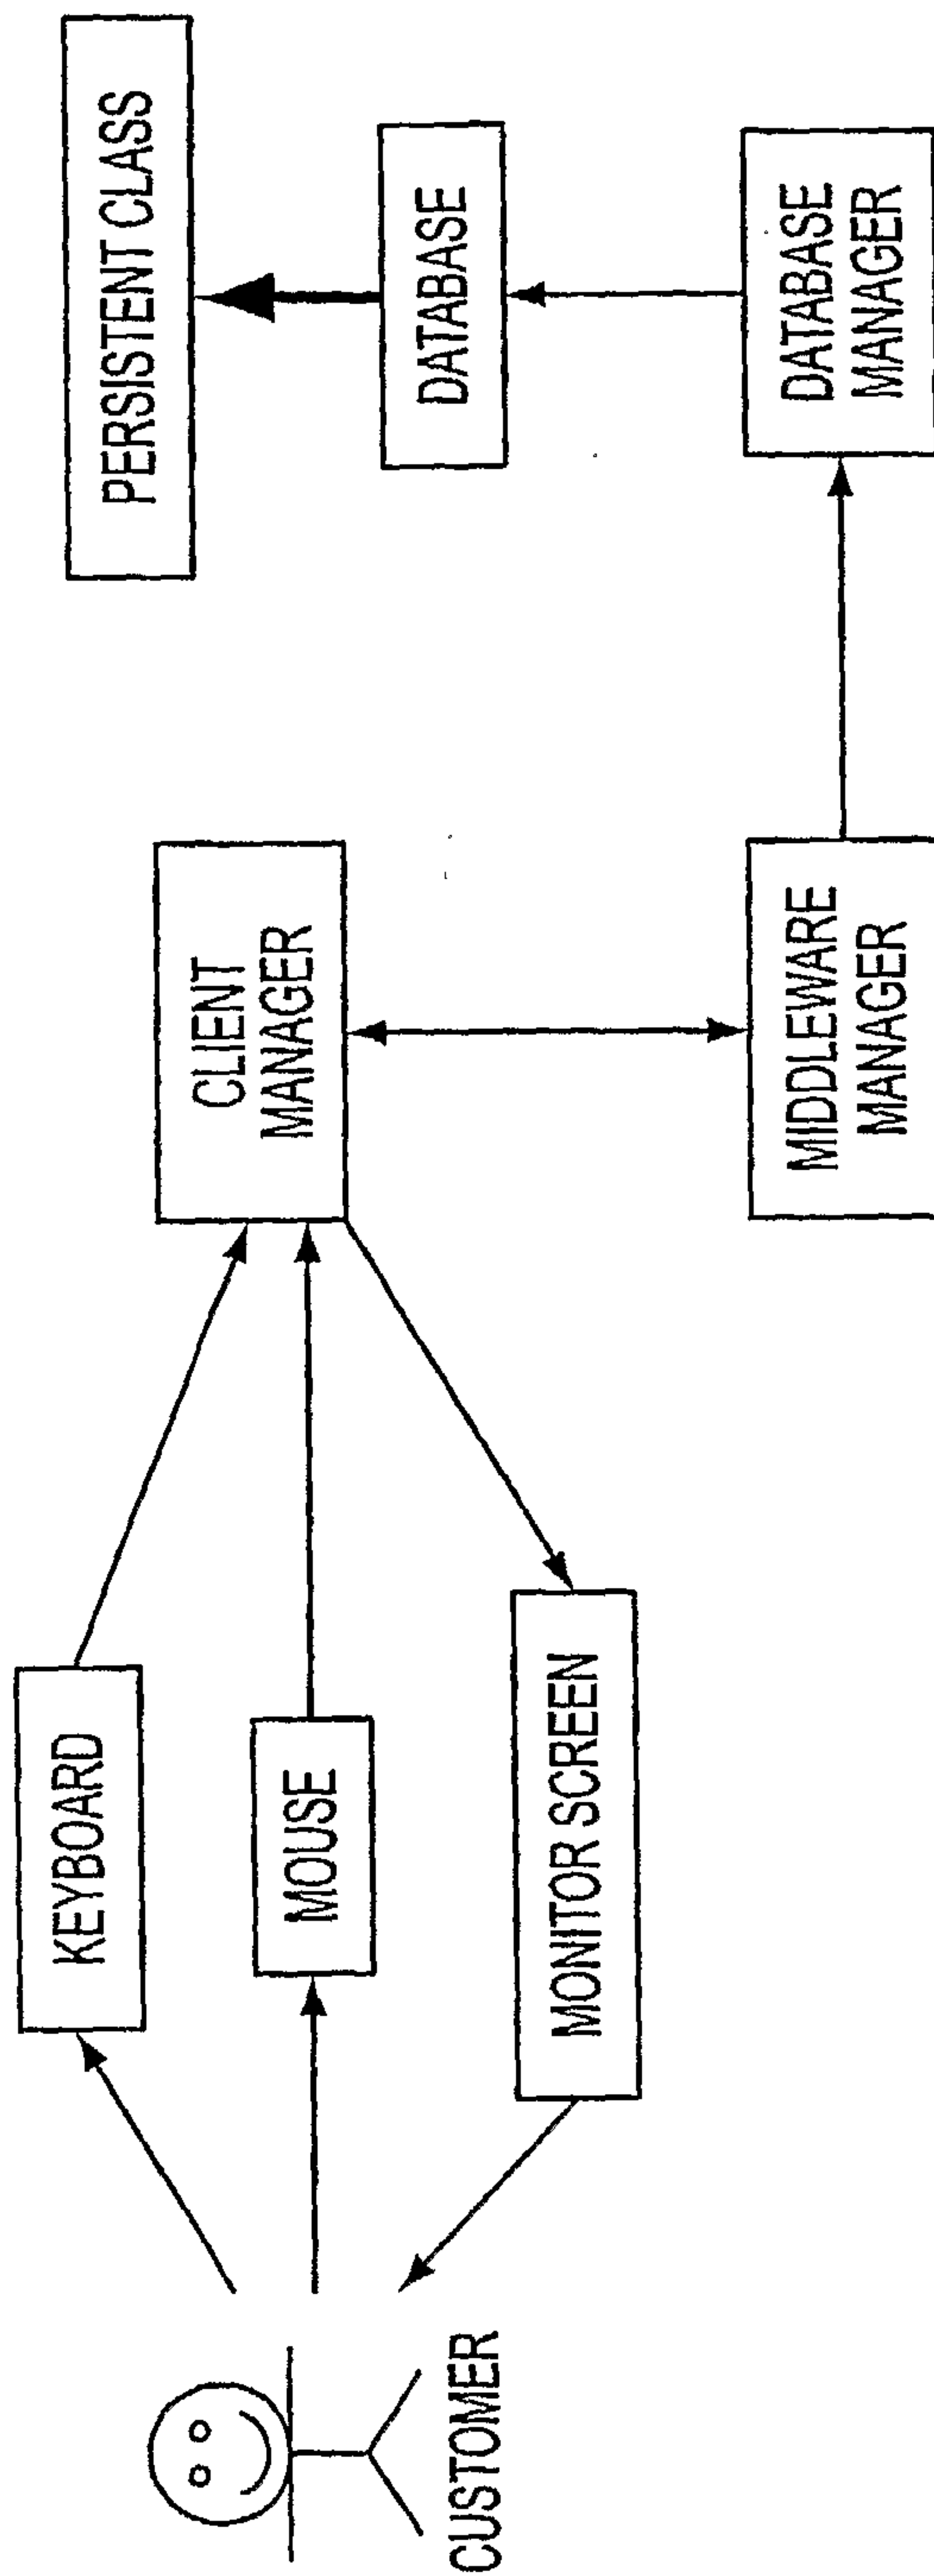 CUSTOMER
KEYBOARD
MOUSE
MONITOR SCREEN
CLIENT
MANAGER
MIDDLEWARE
MANAGER
PERSISTENT CLASS
DATABASE
DATABASE
MANAGER